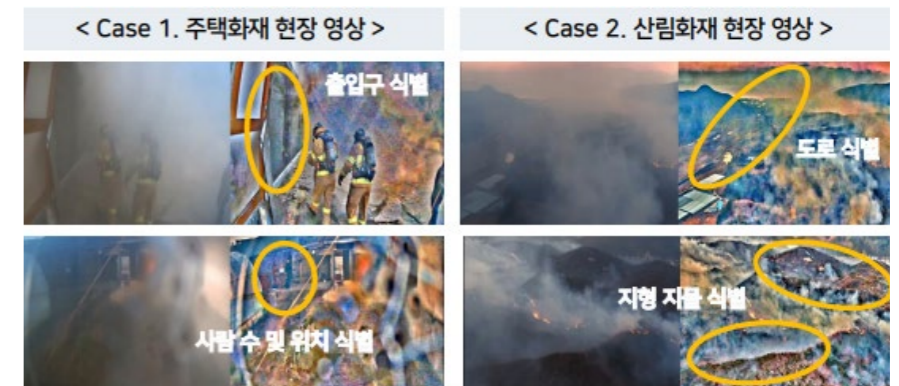 < Case 1. 주택화재 현장 영상 >
< Case 2. 산림화재 현장 영상 >
출입구 식별
도로 식별
사람 수 및 위치 식별
지형 지물 식별